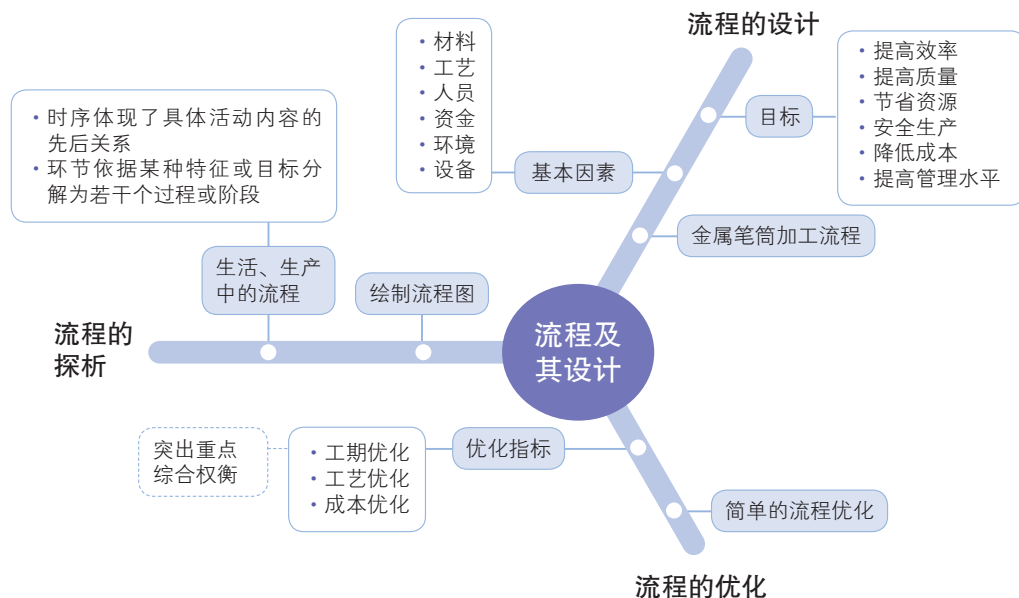 流程的设计
• 材料
• 工艺
• 人员
• 资金
• 环境
• 设备
基本因素
目标
• 提高效率
• 提高质量
• 节省资源
• 安全生产
• 降低成本
• 提高管理水平
金属笔筒加工流程
• 时序体现了具体活动内容的
先后关系
• 环节依据某种特征或目标分
解为若干个过程或阶段
生活、生产
中的流程
绘制流程图
流程的
探析
流程及
其设计
突出重点
综合权衡
• 工期优化
• 工艺优化
• 成本优化
优化指标
简单的流程优化
流程的优化